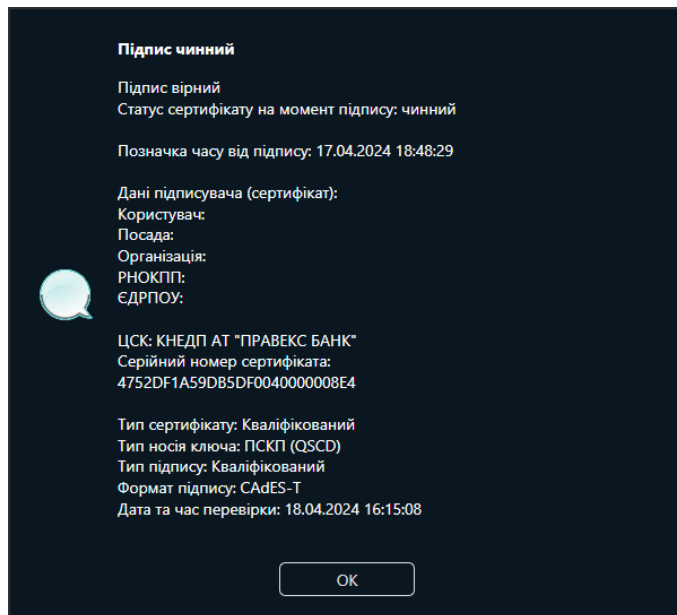 Підпис чинний
Підпис вірний
Статус сертифікату на момент підпису: чинний
Позначка часу від підпису: 17.04.2024 18:48:29
Дані підписувача (сертифікат):
Користувач:
Посада:
Організація:
РНОКПП:
ЄДРПОУ:
ЦСК: КНЕДП АТ "ПРАВЕКС БАНК"
Серійний номер сертифіката:
4752DF1A59DB5DF0040000008E4
Тип сертифікату: Кваліфікований
Тип носія ключа: ПСКП (QSCD)
Тип підпису: Кваліфікований
Формат підпису: CAdES-T
Дата та час перевірки: 18.04.2024 16:15:08
OK